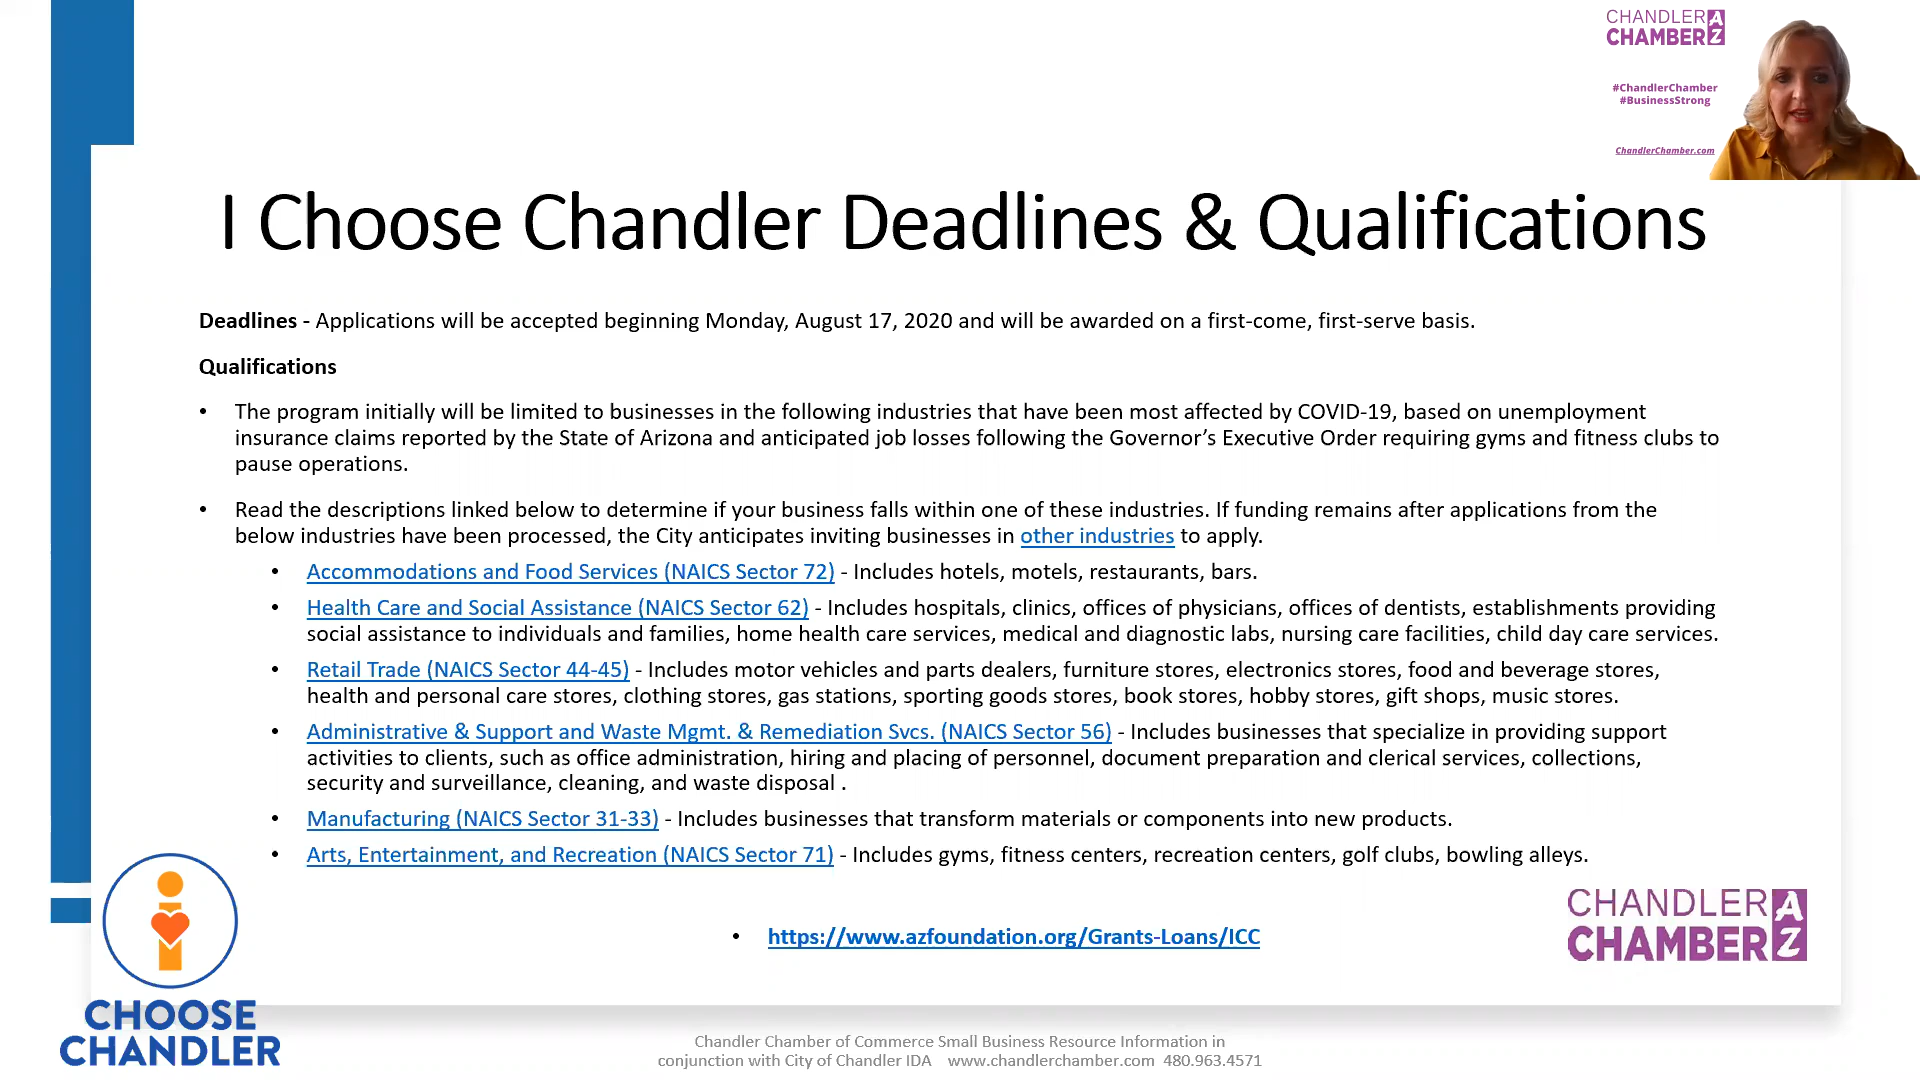 CHANDLER AZ
CHAMBER
#ChandlerChamber
#BusinessStrong
ChandlerChamber.com
I Choose Chandler Deadlines & Qualifications
Deadlines - Applications will be accepted beginning Monday, August 17, 2020 and will be awarded on a first-come, first-serve basis.
Qualifications
• The program initially will be limited to businesses in the following industries that have been most affected by COVID-19, based on unemployment
insurance claims reported by the State of Arizona and anticipated job losses following the Governor’s Executive Order requiring gyms and fitness clubs to
pause operations.
• Read the descriptions linked below to determine if your business falls within one of these industries. If funding remains after applications from the
below industries have been processed, the City anticipates inviting businesses in other industries to apply.
• Accommodations and Food Services (NAICS Sector 72) - Includes hotels, motels, restaurants, bars.
• Health Care and Social Assistance (NAICS Sector 62) - Includes hospitals, clinics, offices of physicians, offices of dentists, establishments providing
social assistance to individuals and families, home health care services, medical and diagnostic labs, nursing care facilities, child day care services.
• Retail Trade (NAICS Sector 44-45) - Includes motor vehicles and parts dealers, furniture stores, electronics stores, food and beverage stores,
health and personal care stores, clothing stores, gas stations, sporting goods stores, book stores, hobby stores, gift shops, music stores.
• Administrative & Support and Waste Mgmt. & Remediation Svcs. (NAICS Sector 56) - Includes businesses that specialize in providing support
activities to clients, such as office administration, hiring and placing of personnel, document preparation and clerical services, collections,
security and surveillance, cleaning, and waste disposal .
• Manufacturing (NAICS Sector 31-33) - Includes businesses that transform materials or components into new products.
• Arts, Entertainment, and Recreation (NAICS Sector 71) - Includes gyms, fitness centers, recreation centers, golf clubs, bowling alleys.
• https://www.azfoundation.org/Grants-Loans/ICC
CHANDLER AZ
CHAMBER
CHOOSE
CHANDLER
Chandler Chamber of Commerce Small Business Resource Information in
conjunction with City of Chandler IDA www.chandlerchamber.com 480.963.4571